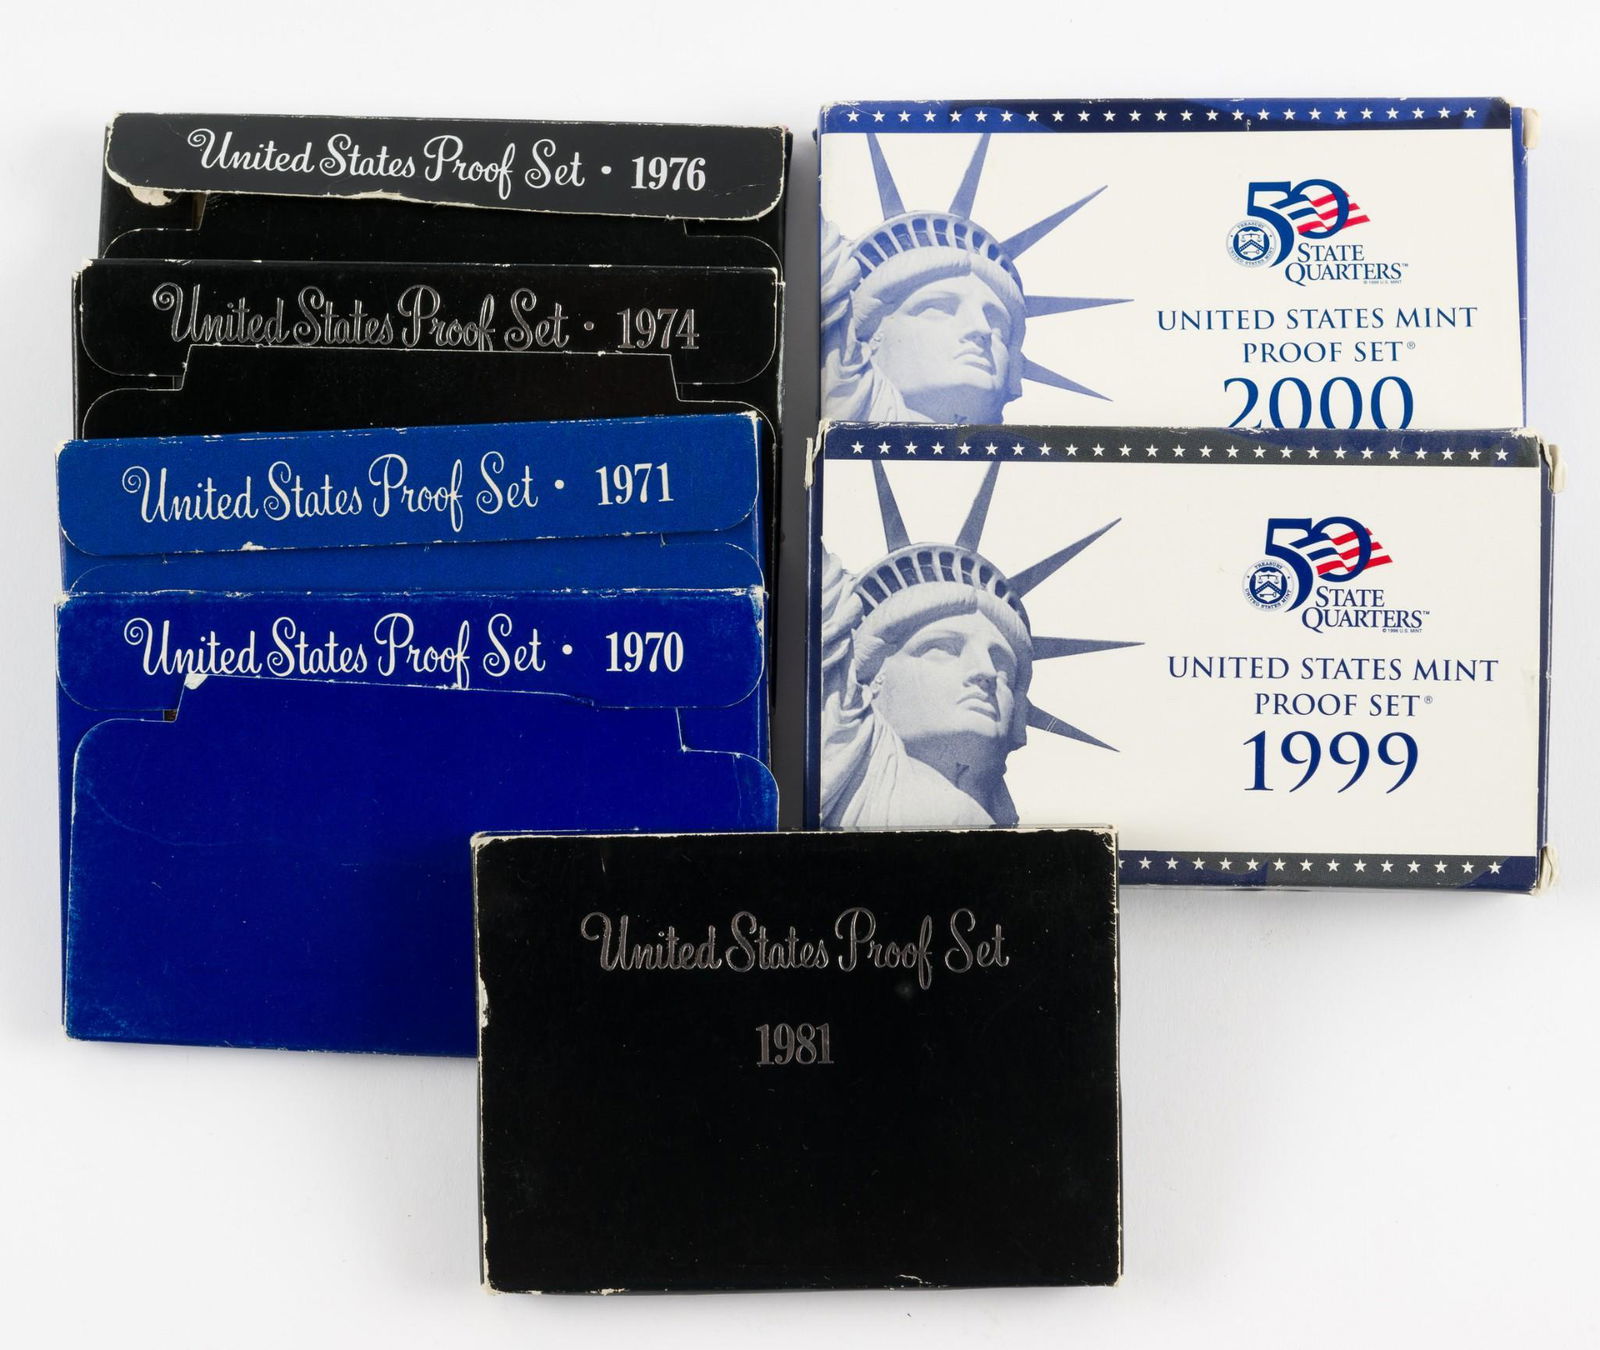 United States Proof Set • 1976
United States Proof Set • 1974
United States Proof Set • 1971
United States Proof Set • 1970
50
STATE
QUARTERS™
UNITED STATES MINT
PROOF SET®
2000
50
STATE
QUARTERS™
UNITED STATES MINT
PROOF SET®
1999
United States Proof Set
1981